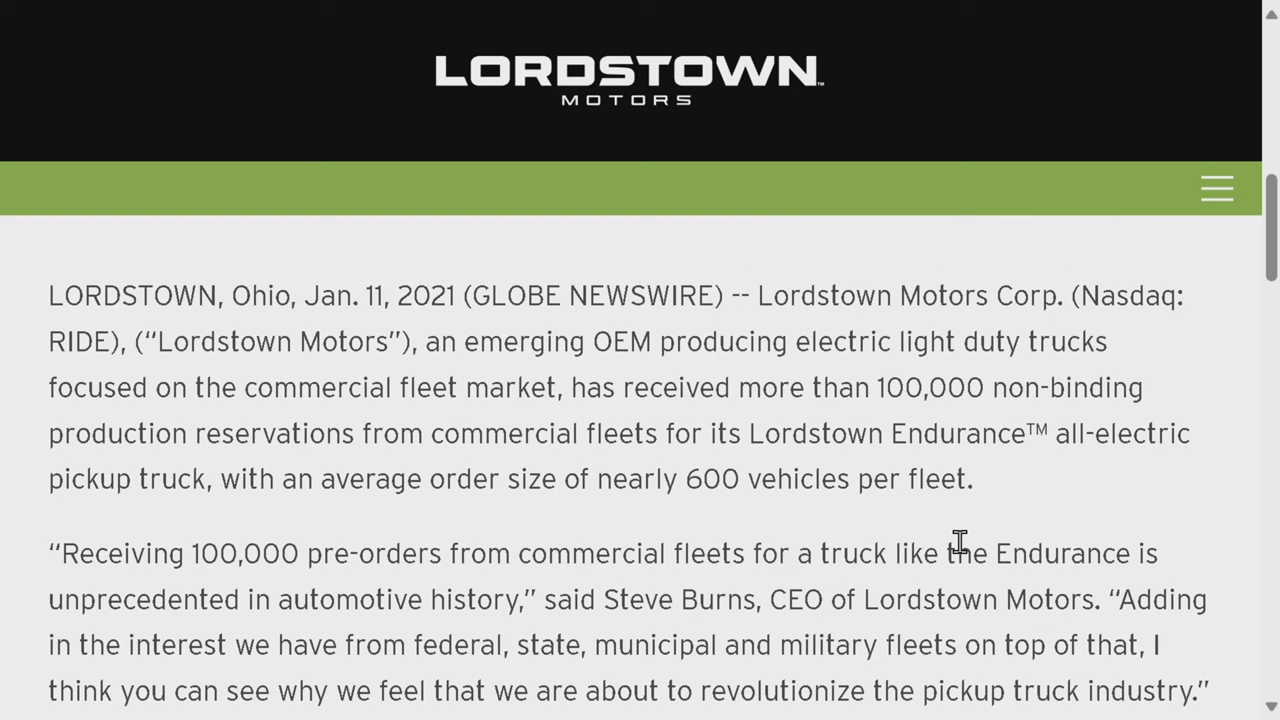 LORDSTOWN™
MOTORS
LORDSTOWN, Ohio, Jan. 11, 2021 (GLOBE NEWSWIRE) -- Lordstown Motors Corp. (Nasdaq:
RIDE), (“Lordstown Motors”), an emerging OEM producing electric light duty trucks
focused on the commercial fleet market, has received more than 100,000 non-binding
production reservations from commercial fleets for its Lordstown Endurance™ all-electric
pickup truck, with an average order size of nearly 600 vehicles per fleet.
“Receiving 100,000 pre-orders from commercial fleets for a truck like the Endurance is
unprecedented in automotive history,” said Steve Burns, CEO of Lordstown Motors. “Adding
in the interest we have from federal, state, municipal and military fleets on top of that, I
think you can see why we feel that we are about to revolutionize the pickup truck industry.”